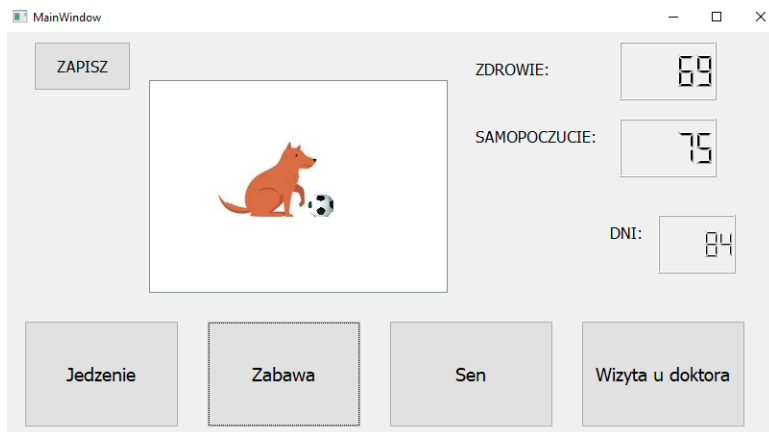 MainWindow
ZAPISZ
ZDROWIE: 69
SAMOPOCZUCIE: 75
DNI: 84
Jedzenie
Zabawa
Sen
Wizyta u doktora